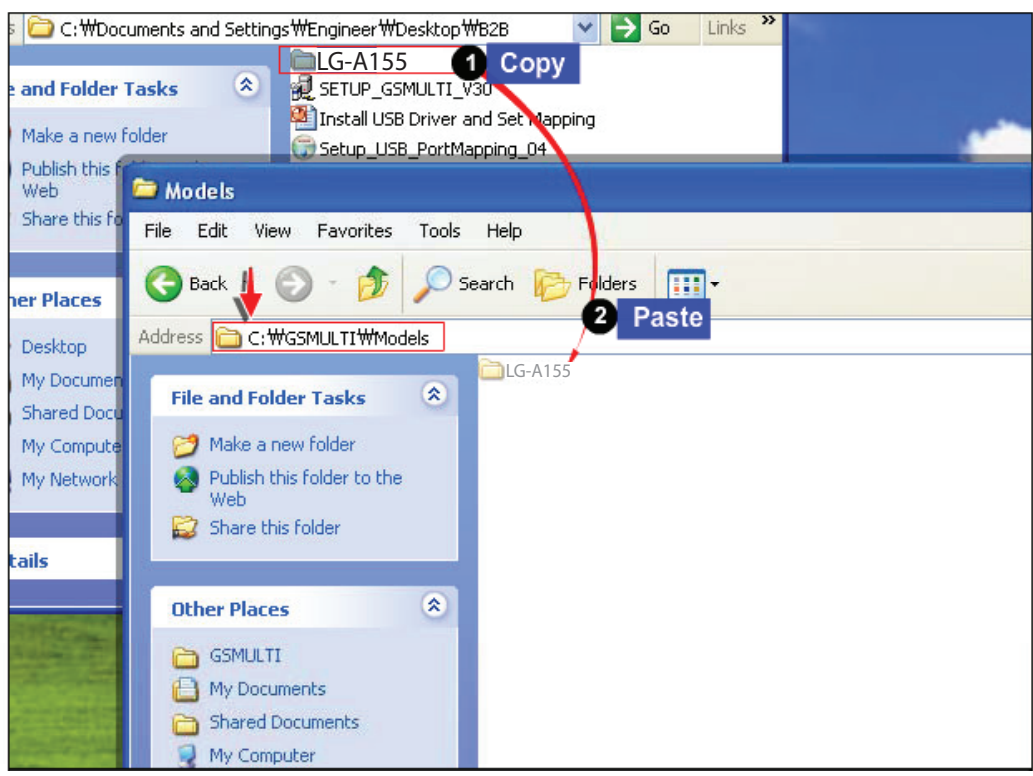 C:₩Documents and Settings₩Engineer₩Desktop₩B2B
Go
Links »
LG-A155
1 Copy
SETUP_GSMULTI_V30
Install USB Driver and Set Mapping
Setup_USB_PortMapping_04
e and Folder Tasks
Make a new folder
Publish this f
Web
Share this fo
her Places
Desktop
My Documen
Shared Docu
My Compute
My Network
tails
Models
File Edit View Favorites Tools Help
Back
Search
Folders
2 Paste
Address C:₩GSMULTI₩Models
LG-A155
File and Folder Tasks
Make a new folder
Publish this folder to the
Web
Share this folder
Other Places
GSMULTI
My Documents
Shared Documents
My Computer